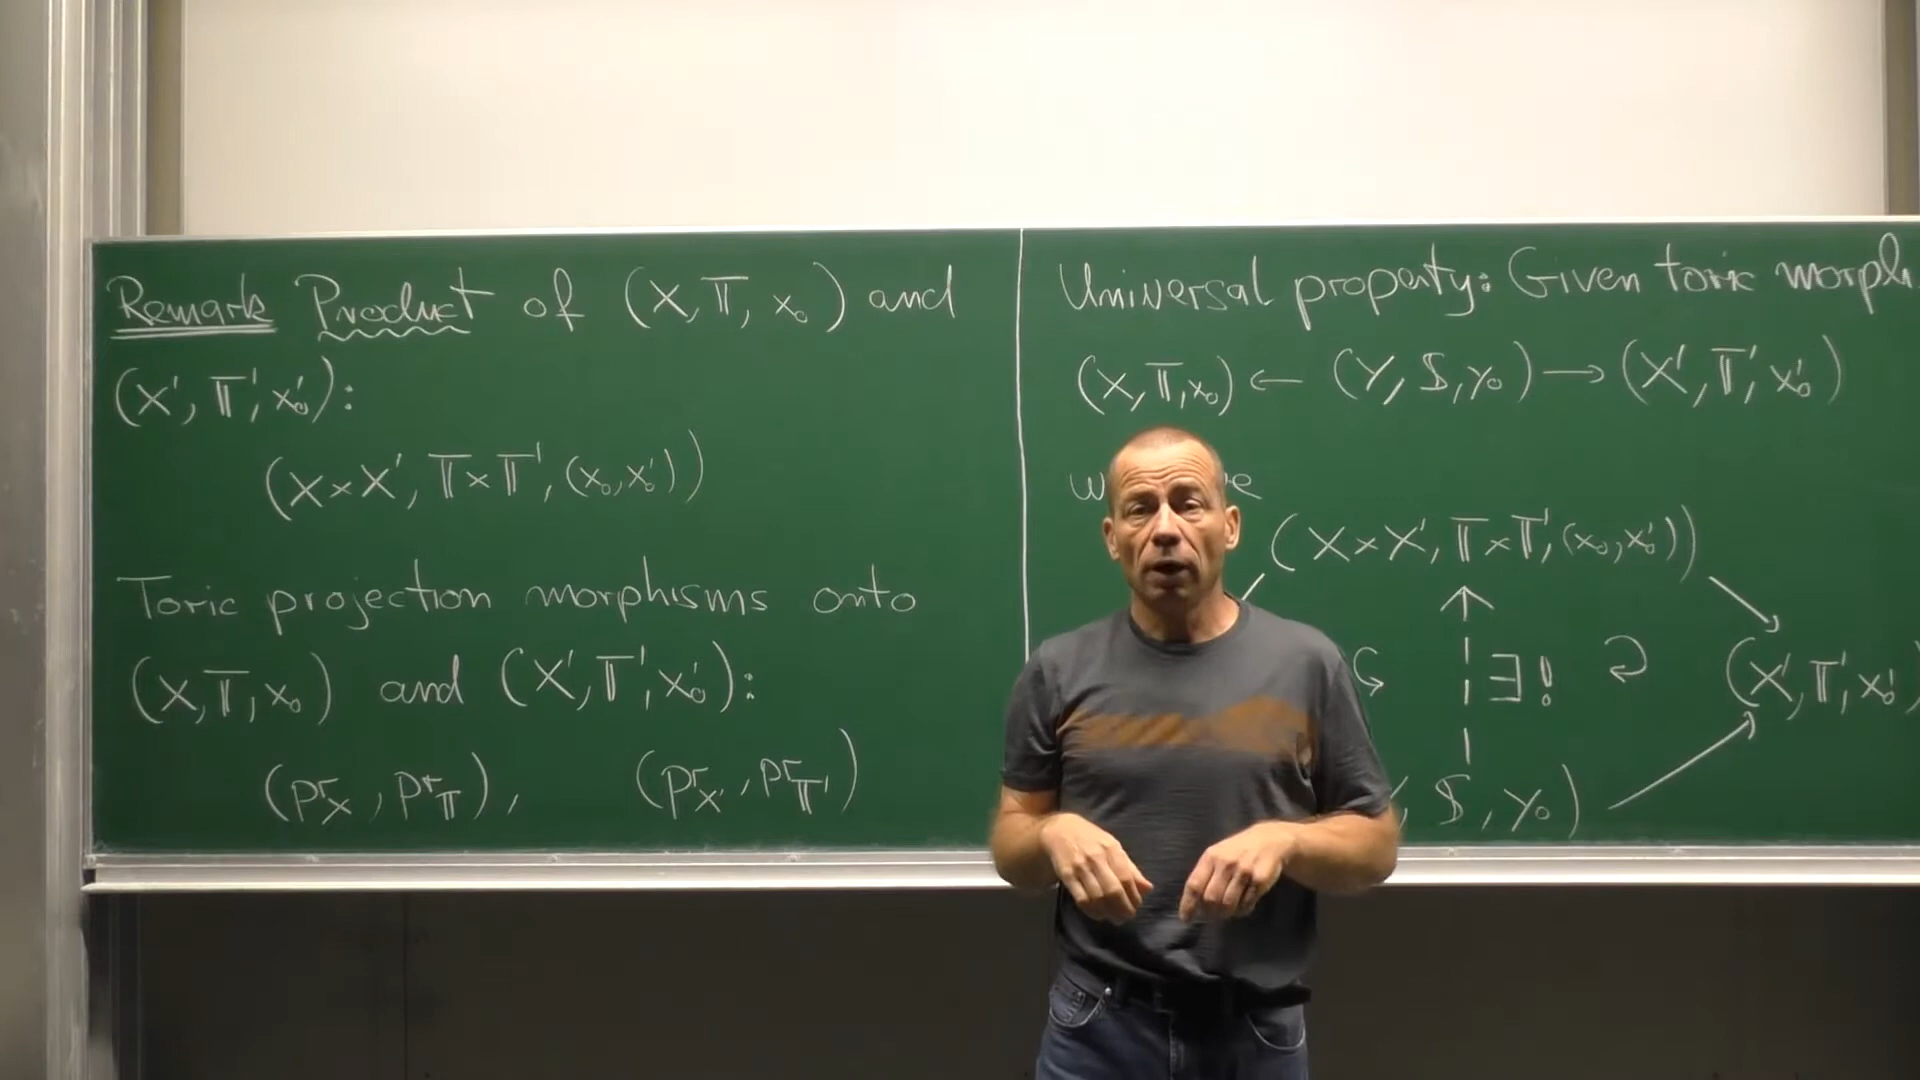 Remark Product of (X, 𝕋, x₀) and
(X', 𝕋', x₀'):
(X × X', 𝕋 × 𝕋', (x₀, x₀'))
Toric projection morphisms onto
(X, 𝕋, x₀) and (X', 𝕋', x₀'):
(pr_X, pr_𝕋), (pr_X', pr_𝕋')
Universal property: Given toric morph
(X, 𝕋, x₀) ← (Y, 𝕊, y₀) → (X', 𝕋', x₀')
(X × X', 𝕋 × 𝕋', (x₀, x₀'))
∃! (X', 𝕋', x₀')
, 𝕊, y₀)